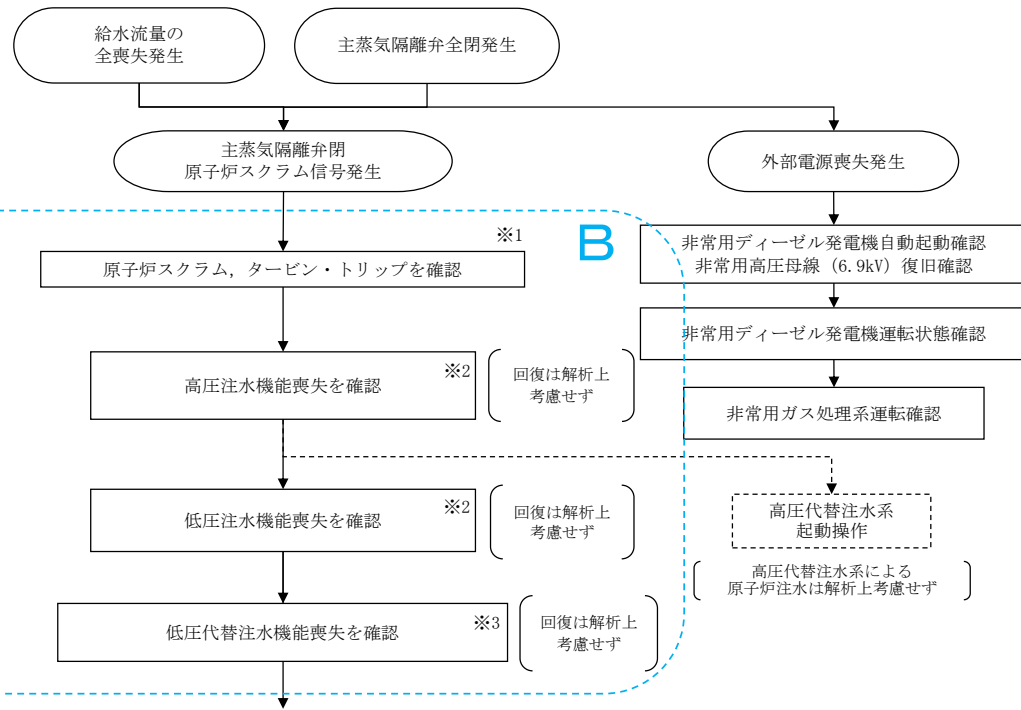 給水流量の
全喪失発生
主蒸気隔離弁全閉発生
主蒸気隔離弁閉
原子炉スクラム信号発生
外部電源喪失発生
B
※1
原子炉スクラム，タービン・トリップを確認
非常用ディーゼル発電機自動起動確認
非常用高圧母線（6.9kV）復旧確認
非常用ディーゼル発電機運転状態確認
高圧注水機能喪失を確認
※2
回復は解析上
考慮せず
非常用ガス処理系運転確認
低圧注水機能喪失を確認
※2
回復は解析上
考慮せず
高圧代替注水系
起動操作
高圧代替注水系による
原子炉注水は解析上考慮せず
低圧代替注水機能喪失を確認
※3
回復は解析上
考慮せず